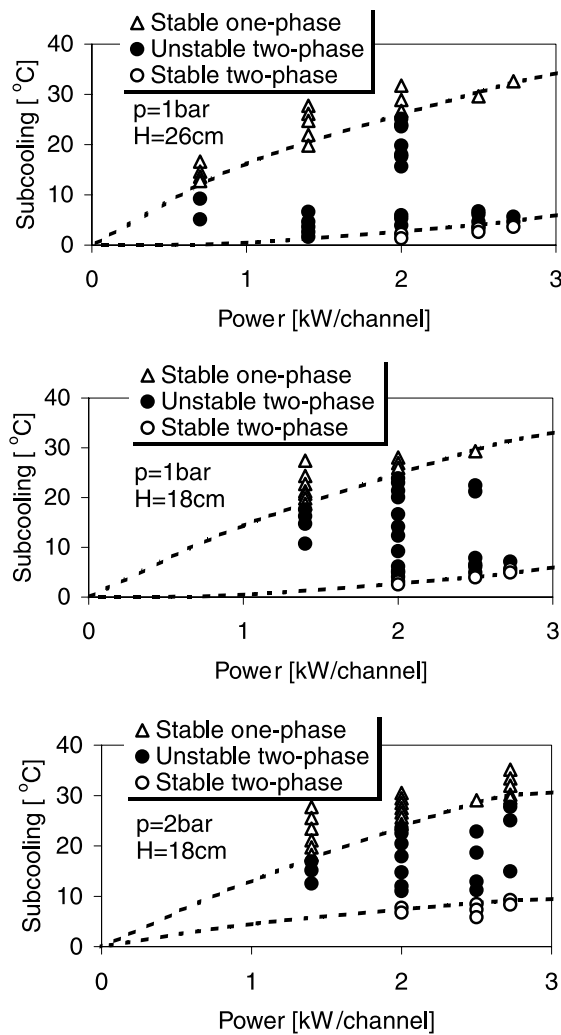 △ Stable one-phase
● Unstable two-phase
○ Stable two-phase
Subcooling [ °C]
40
30
20
10
0
p=1bar
H=26cm
0 1 2 3
Power [kW/channel]
△ Stable one-phase
● Unstable two-phase
○ Stable two-phase
Subcooling [ °C]
40
30
20
10
0
p=1bar
H=18cm
0 1 2 3
Power [kW/channel]
△ Stable one-phase
● Unstable two-phase
○ Stable two-phase
Subcooling [ °C]
40
30
20
10
0
p=2bar
H=18cm
0 1 2 3
Power [kW/channel]